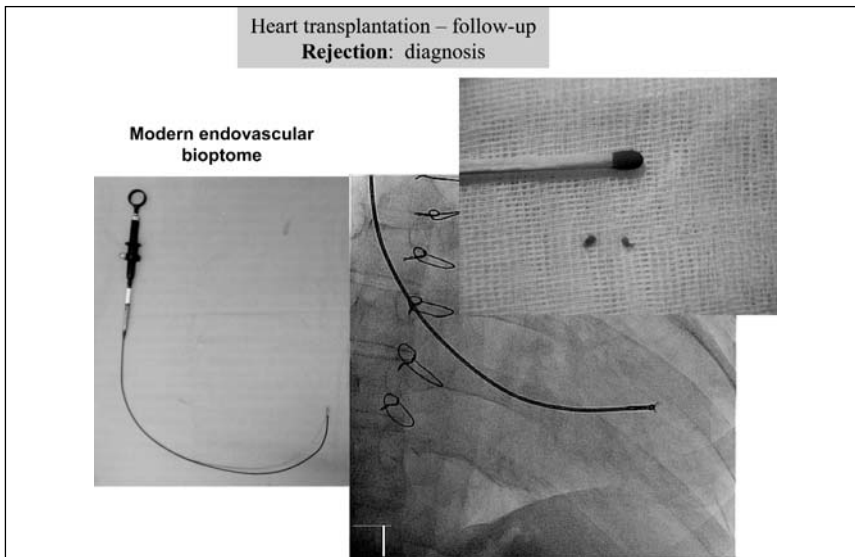 Heart transplantation – follow-up
Rejection: diagnosis
Modern endovascular
bioptome